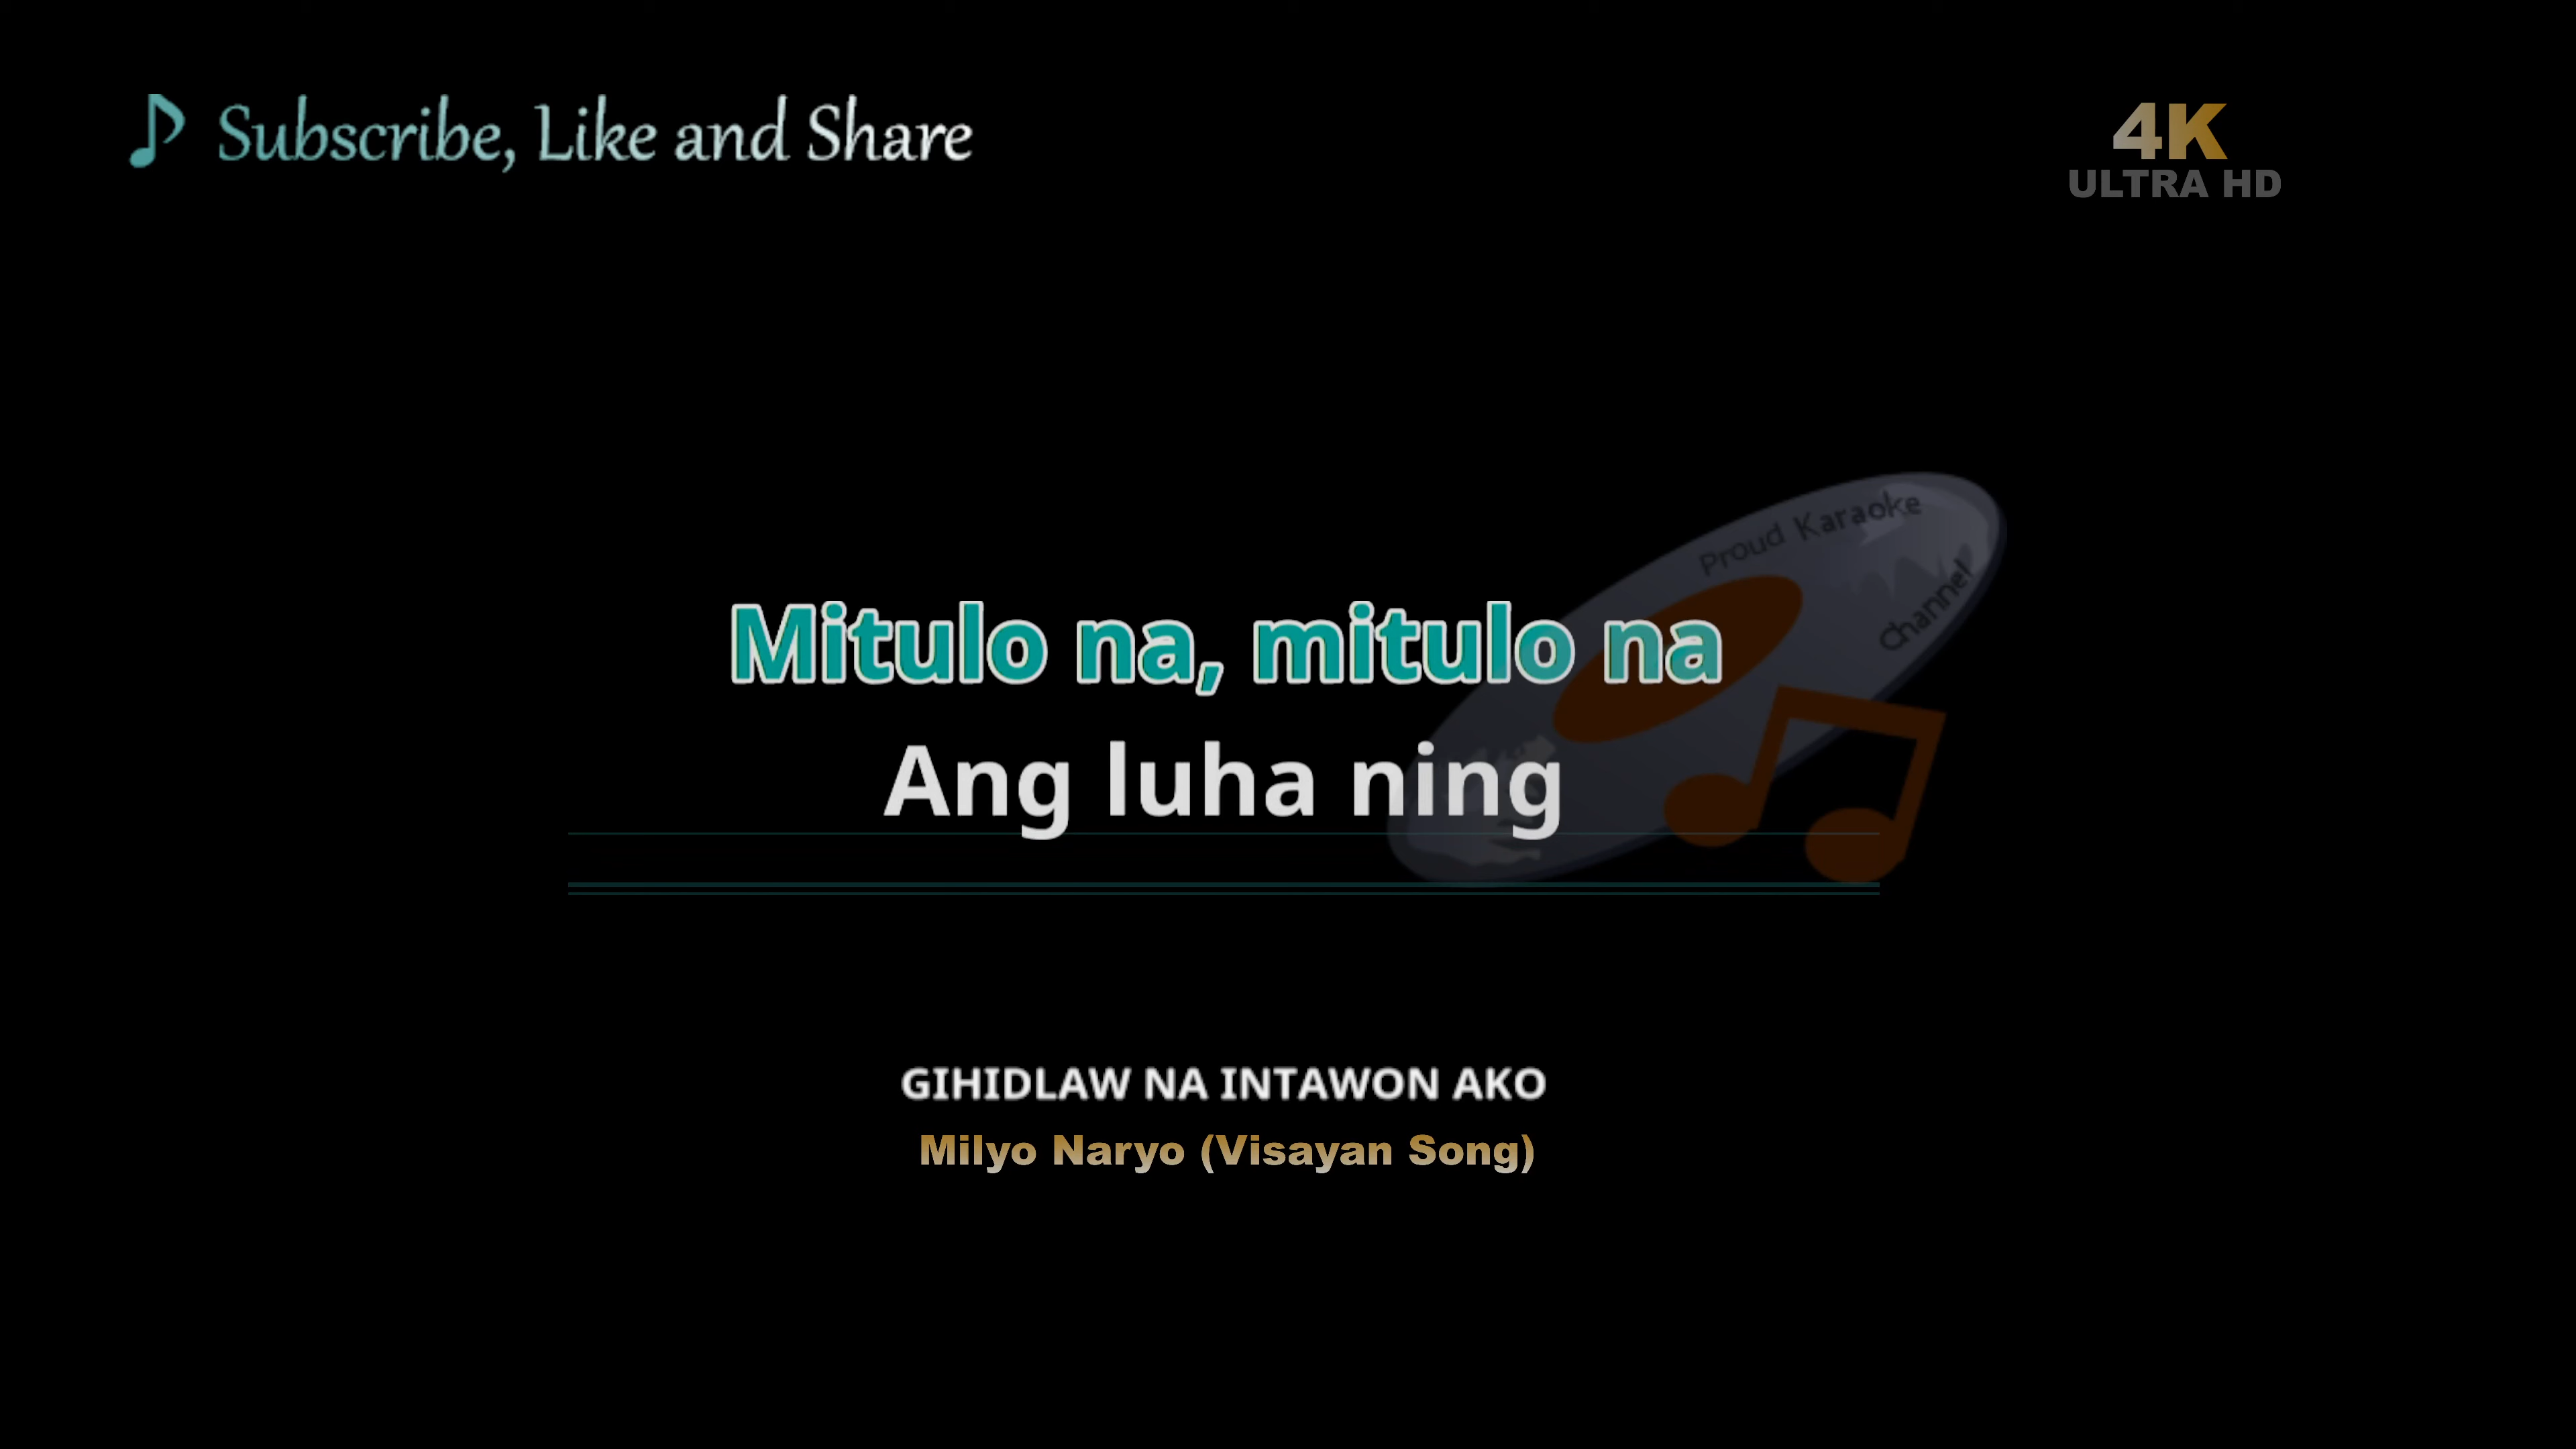 Subscribe, Like and Share
4K
ULTRA HD
Proud Karaoke
Channel
Mitulo na, mitulo na
Ang luha ning
GIHIDLAW NA INTAWON AKO
Milyo Naryo (Visayan Song)